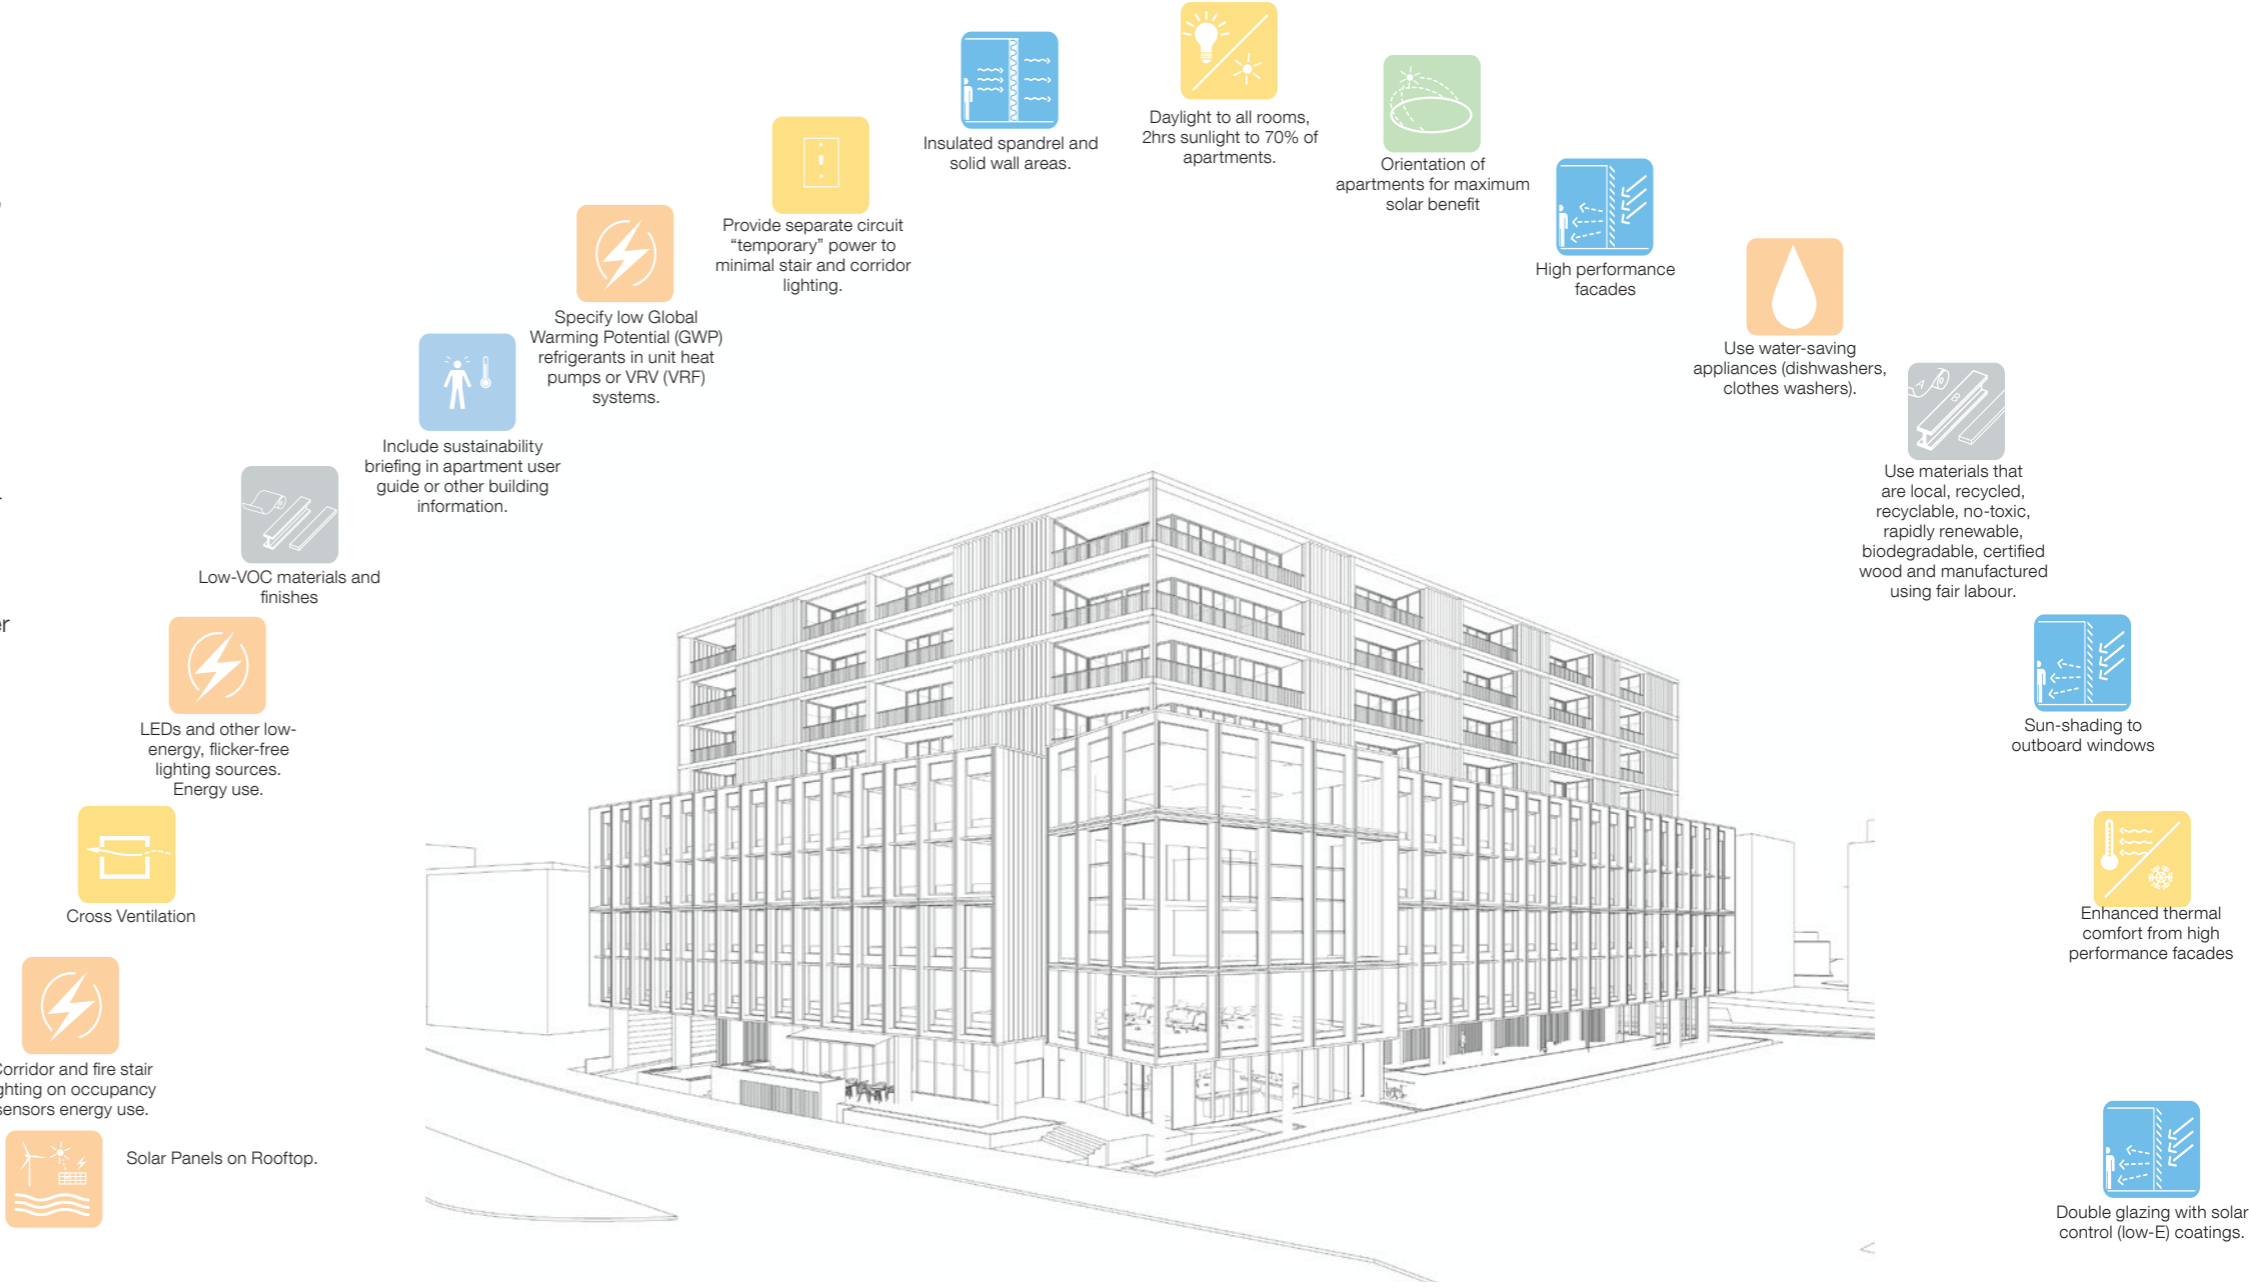 Solar Panels on Rooftop.
Corridor and fire stair
lighting on occupancy
sensors energy use.
Cross Ventilation
LEDs and other low-
energy, flicker-free
lighting sources.
Energy use.
Low-VOC materials and
finishes
Include sustainability
briefing in apartment user
guide or other building
information.
Specify low Global
Warming Potential (GWP)
refrigerants in unit heat
pumps or VRV (VRF)
systems.
Provide separate circuit
“temporary” power to
minimal stair and corridor
lighting.
Insulated spandrel and
solid wall areas.
Daylight to all rooms,
2hrs sunlight to 70% of
apartments.
Orientation of
apartments for maximum
solar benefit
High performance
facades
Use water-saving
appliances (dishwashers,
clothes washers).
A
B
Use materials that
are local, recycled,
recyclable, no-toxic,
rapidly renewable,
biodegradable, certified
wood and manufactured
using fair labour.
Sun-shading to
outboard windows
Enhanced thermal
comfort from high
performance facades
Double glazing with solar
control (low-E) coatings.